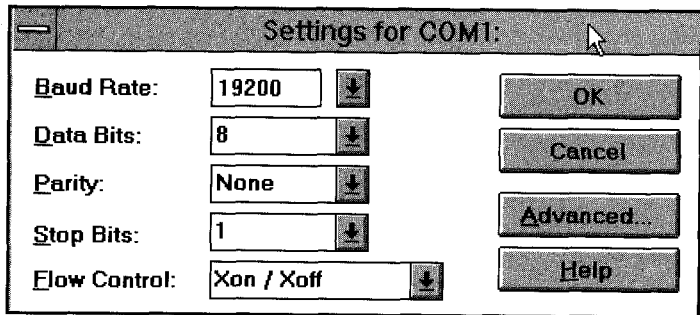 Settings for COM1:
Baud Rate: 19200 OK
Data Bits: 8 Cancel
Parity: None
Stop Bits: 1 Advanced...
Flow Control: Xon / Xoff Help